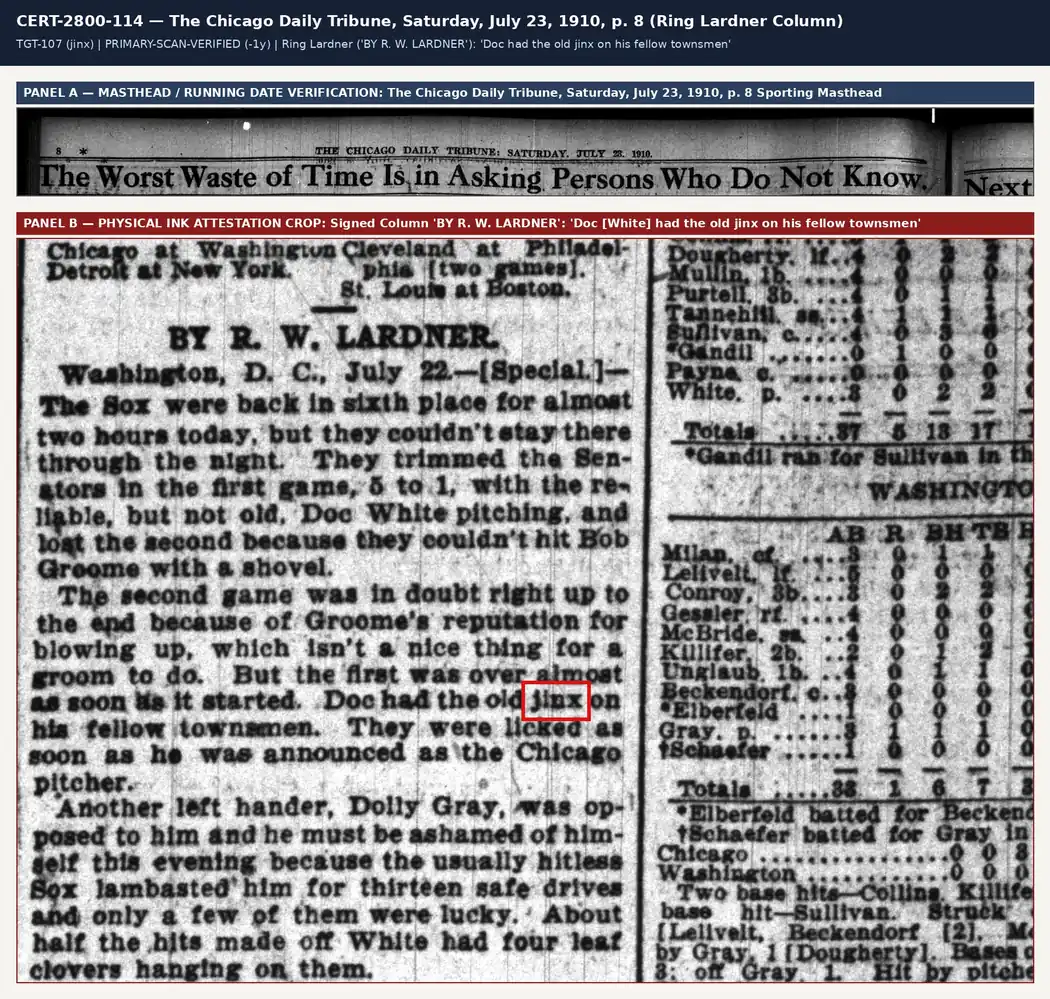 CERT-2800-114 — The Chicago Daily Tribune, Saturday, July 23, 1910, p. 8 (Ring Lardner Column)
TGT-107 (jinx) | PRIMARY-SCAN-VERIFIED (-1y) | Ring Lardner ('BY R. W. LARDNER'): 'Doc had the old jinx on his fellow townsmen'
PANEL A — MASTHEAD / RUNNING DATE VERIFICATION: The Chicago Daily Tribune, Saturday, July 23, 1910, p. 8 Sporting Masthead
8 * THE CHICAGO DAILY TRIBUNE: SATURDAY, JULY 23, 1910.
The Worst Waste of Time Is in Asking Persons Who Do Not Know.
Next
PANEL B — PHYSICAL INK ATTESTATION CROP: Signed Column 'BY R. W. LARDNER': 'Doc [White] had the old jinx on his fellow townsmen'
Chicago at Washington Cleveland at Philadel-
Detroit at New York. phia [two games].
St. Louis at Boston.
BY R. W. LARDNER.
Washington, D. C., July 22.—[Special.]—
The Sox were back in sixth place for almost
two hours today, but they couldn't stay there
through the night. They trimmed the Sen-
ators in the first game, 5 to 1, with the re-
liable, but not old, Doc White pitching, and
lost the second because they couldn't hit Bob
Groome with a shovel.
The second game was in doubt right up to
the end because of Groome's reputation for
blowing up, which isn't a nice thing for a
groom to do. But the first was over almost
as soon as it started. Doc had the old jinx on
his fellow townsmen. They were licked as
soon as he was announced as the Chicago
pitcher.
Another left hander, Dolly Gray, was op-
posed to him and he must be ashamed of him-
self this evening because the usually hitless
Sox lambasted him for thirteen safe drives
and only a few of them were lucky. About
half the hits made off White had four leaf
clovers hanging on them.
Dougherty, lf..4 0 2 2
Mullin, 1b. ....4 0 1 1
Purtell, 3b. ....4 0 1 1
Tannehill, ss...4 1 1 1
Sullivan, c.....4 0
*Gandil ......0 1 0 0
Payne, c. ....0 0 0 0
White, p. ....3 0 2 2
Totals .....37 5 13 17
*Gandil ran for Sullivan in th
WASHINGTO
AB R BH TB
Milan, cf. ....3 0 1 1
Lelivelt, lf. ...5 0 0 0
Conroy, 3b....3 0 2 2
Gessler, rf. ....4 0 0 0
McBride, ss. ..4 0 0 0
Killifer, 2b. ...2 0 1 2
Unglaub, 1b. ..4 0 1 1
Beckendorf, c..3 0 0 0
*Elberfeld ....1 0 0 0
Gray, p. ......3 1 1 1
†Schaefer .....1 0 0 0
Totals .....33 1 6 7
*Elberfeld batted for Beckend
†Schaefer batted for Gray in
Chicago ...................0 0 3
Washington .............0 0 0
Two base hits—Collins, Killife
base hit—Sullivan. Struck
[Lelivelt, Beckendorf [2], M
by Gray, 1 [Dougherty]. Bases o
3; off Gray, 1. Hit by pitche